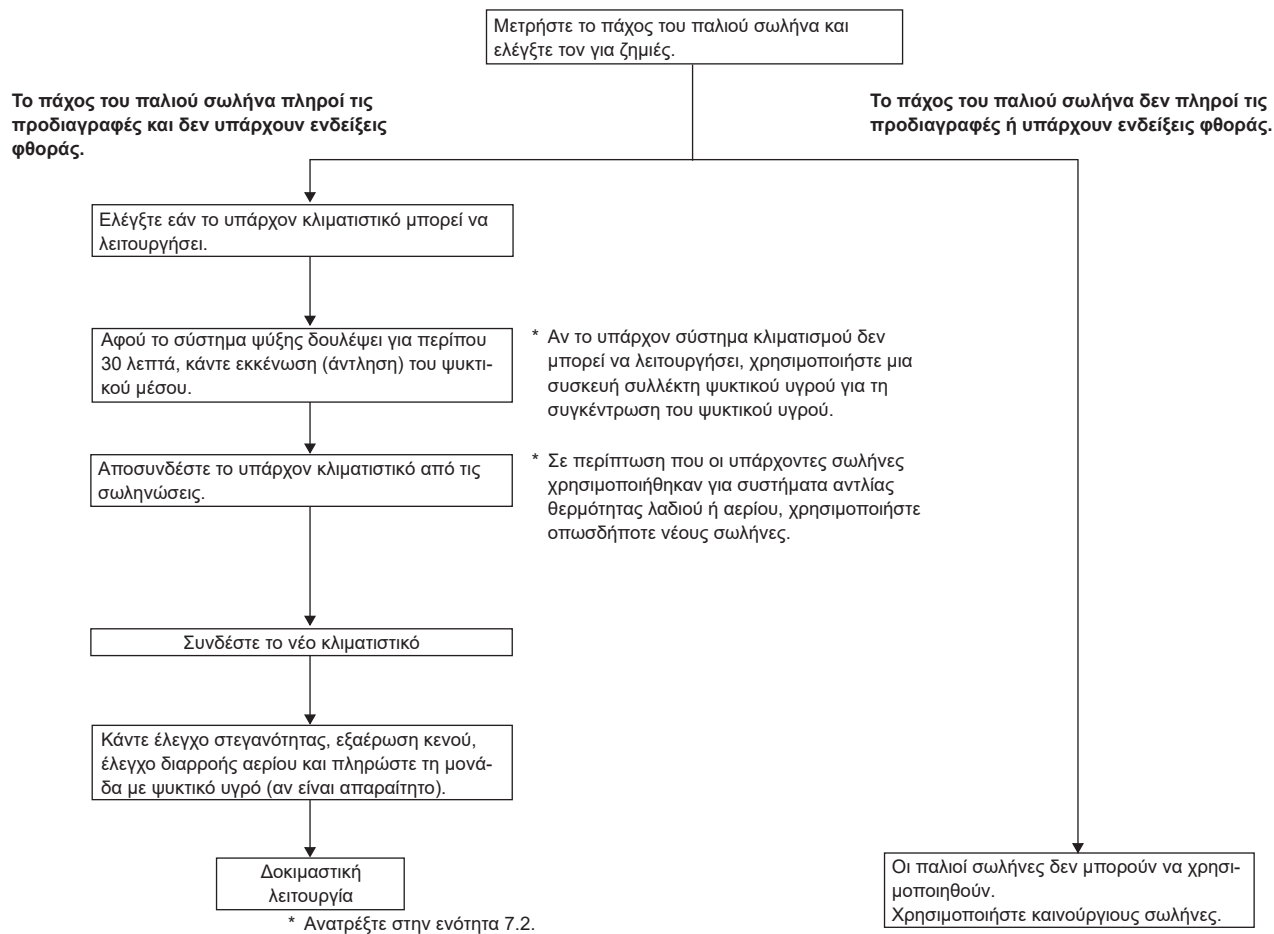 Μετρήστε το πάχος του παλιού σωλήνα και
ελέγξτε τον για ζημιές.
Το πάχος του παλιού σωλήνα πληροί τις
προδιαγραφές και δεν υπάρχουν ενδείξεις
φθοράς.
Το πάχος του παλιού σωλήνα δεν πληροί τις
προδιαγραφές ή υπάρχουν ενδείξεις φθοράς.
Ελέγξτε εάν το υπάρχον κλιματιστικό μπορεί να
λειτουργήσει.
Αφού το σύστημα ψύξης δουλέψει για περίπου
30 λεπτά, κάντε εκκένωση (άντληση) του ψυκτι-
κού μέσου.
* Αν το υπάρχον σύστημα κλιματισμού δεν
μπορεί να λειτουργήσει, χρησιμοποιήστε μια
συσκευή συλλέκτη ψυκτικού υγρού για τη
συγκέντρωση του ψυκτικού υγρού.
Αποσυνδέστε το υπάρχον κλιματιστικό από τις
σωληνώσεις.
* Σε περίπτωση που οι υπάρχοντες σωλήνες
χρησιμοποιήθηκαν για συστήματα αντλίας
θερμότητας λαδιού ή αερίου, χρησιμοποιήστε
οπωσδήποτε νέους σωλήνες.
Συνδέστε το νέο κλιματιστικό
Κάντε έλεγχο στεγανότητας, εξαέρωση κενού,
έλεγχο διαρροής αερίου και πληρώστε τη μονά-
δα με ψυκτικό υγρό (αν είναι απαραίτητο).
Δοκιμαστική
λειτουργία
* Ανατρέξτε στην ενότητα 7.2.
Οι παλιοί σωλήνες δεν μπορούν να χρησι-
μοποιηθούν.
Χρησιμοποιήστε καινούργιους σωλήνες.